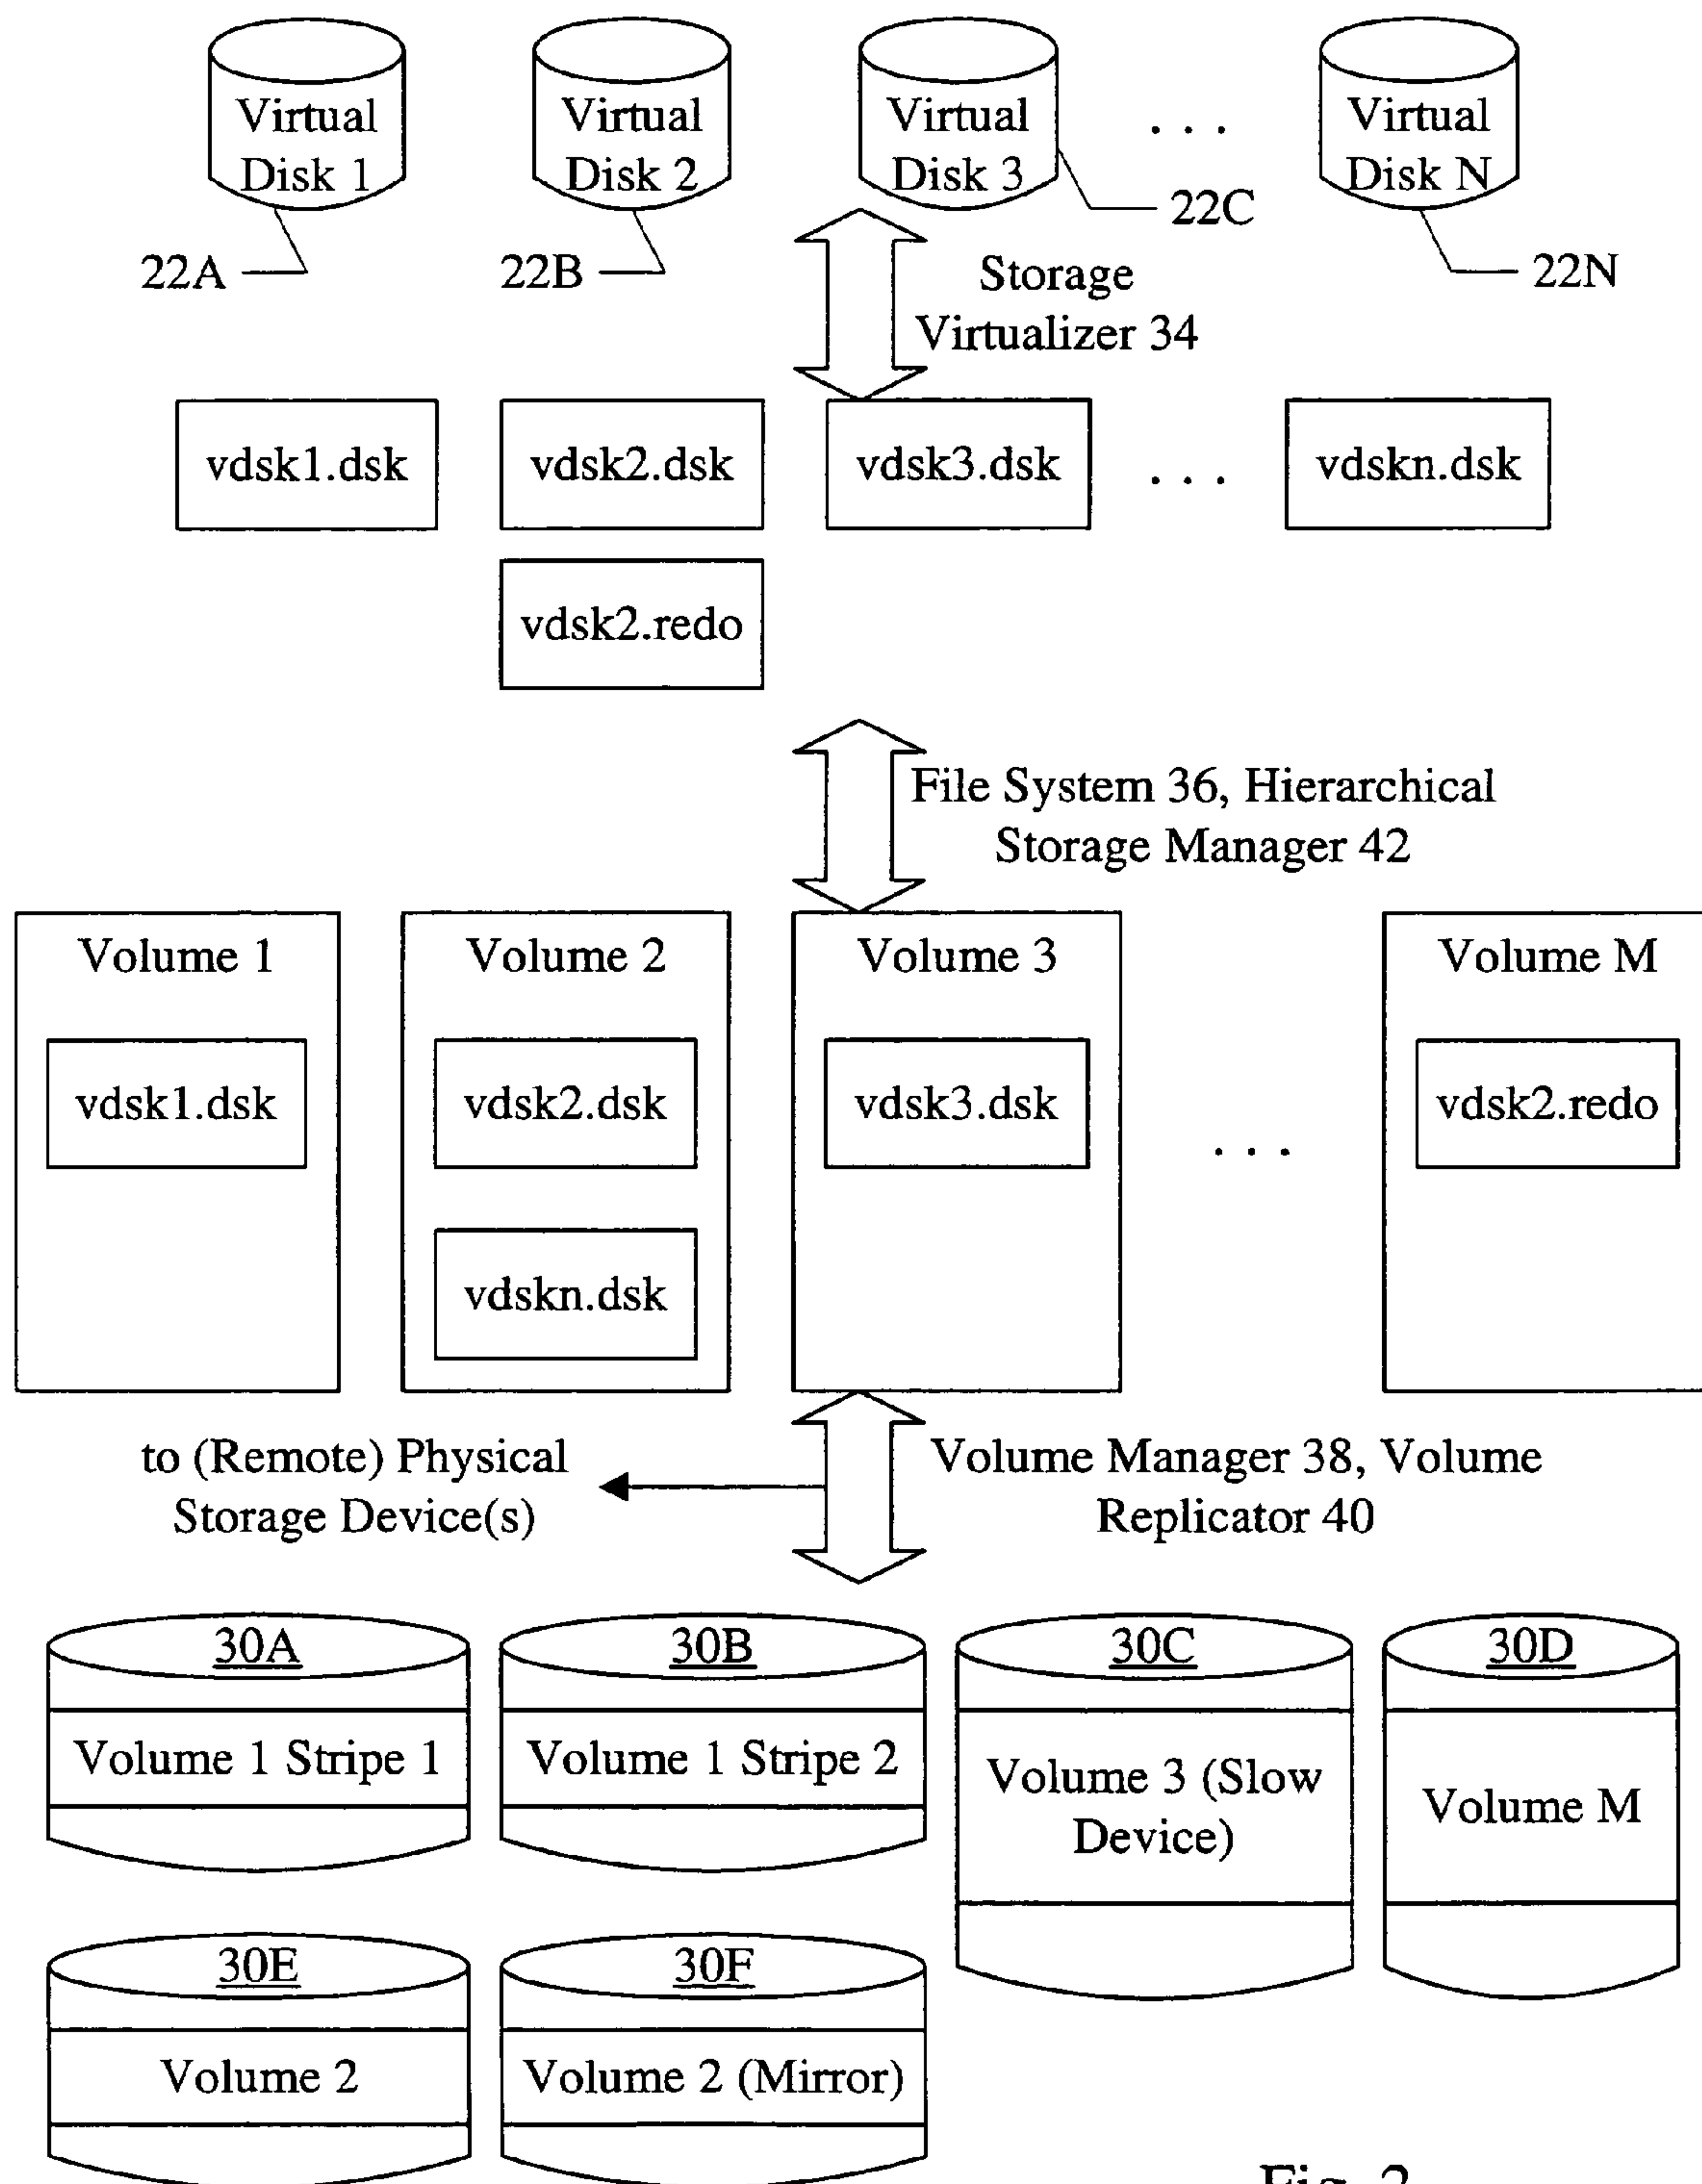 Virtual
Disk 1
Virtual
Disk 2
Virtual
Disk 3
. . .
Virtual
Disk N
22A
22B
22C
22N
Storage
Virtualizer 34
vdsk1.dsk
vdsk2.dsk
vdsk3.dsk
. . .
vdskn.dsk
vdsk2.redo
File System 36, Hierarchical
Storage Manager 42
Volume 1
vdsk1.dsk
Volume 2
vdsk2.dsk
vdskn.dsk
Volume 3
vdsk3.dsk
. . .
Volume M
vdsk2.redo
to (Remote) Physical
Storage Device(s)
Volume Manager 38, Volume
Replicator 40
30A
Volume 1 Stripe 1
30B
Volume 1 Stripe 2
30C
Volume 3 (Slow
Device)
30D
Volume M
30E
Volume 2
30F
Volume 2 (Mirror)
Fig. 2